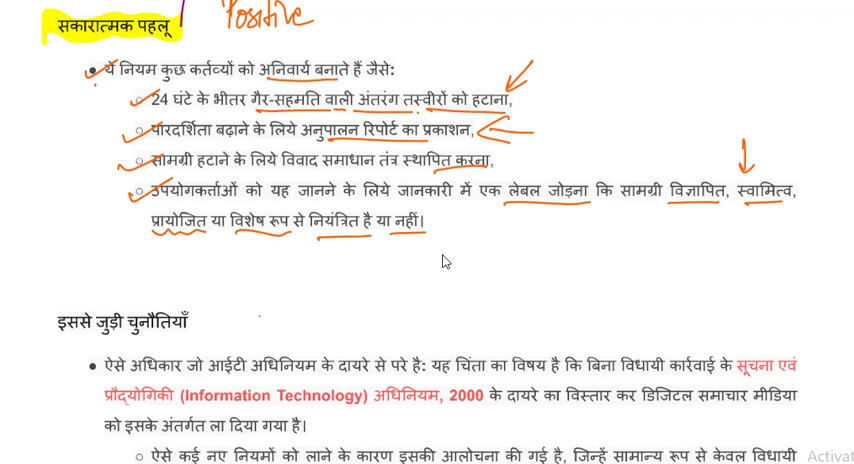 Positive
सकारात्मक पहलू
ये नियम कुछ कर्तव्यों को अनिवार्य बनाते हैं जैसे:
24 घंटे के भीतर गैर-सहमति वाली अंतरंग तस्वीरों को हटाना,
पारदर्शिता बढ़ाने के लिये अनुपालन रिपोर्ट का प्रकाशन,
सामग्री हटाने के लिये विवाद समाधान तंत्र स्थापित करना,
उपयोगकर्त्ताओं को यह जानने के लिये जानकारी में एक लेबल जोड़ना कि सामग्री विज्ञापित, स्वामित्व,
प्रायोजित या विशेष रूप से नियंत्रित है या नहीं।
इससे जुड़ी चुनौतियाँ
ऐसे अधिकार जो आईटी अधिनियम के दायरे से परे है: यह चिंता का विषय है कि बिना विधायी कार्रवाई के सूचना एवं
प्रौद्योगिकी (Information Technology) अधिनियम, 2000 के दायरे का विस्तार कर डिजिटल समाचार मीडिया
को इसके अंतर्गत ला दिया गया है।
ऐसे कई नए नियमों को लाने के कारण इसकी आलोचना की गई है, जिन्हें सामान्य रूप से केवल विधायी
Activat